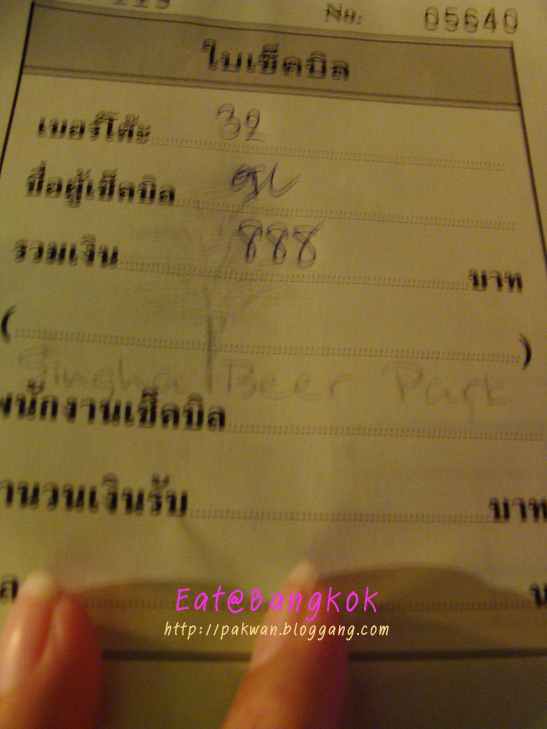 No. 05640
ใบเช็คบิล
เบอร์โต๊ะ 32
ชื่อผู้เช็คบิล
รวมเงิน 888 บาท
( )
Singha Beer Park
พนักงานเช็คบิล
จำนวนเงินรับ บาท
Eat@Bangkok
http://pakwan.bloggang.com